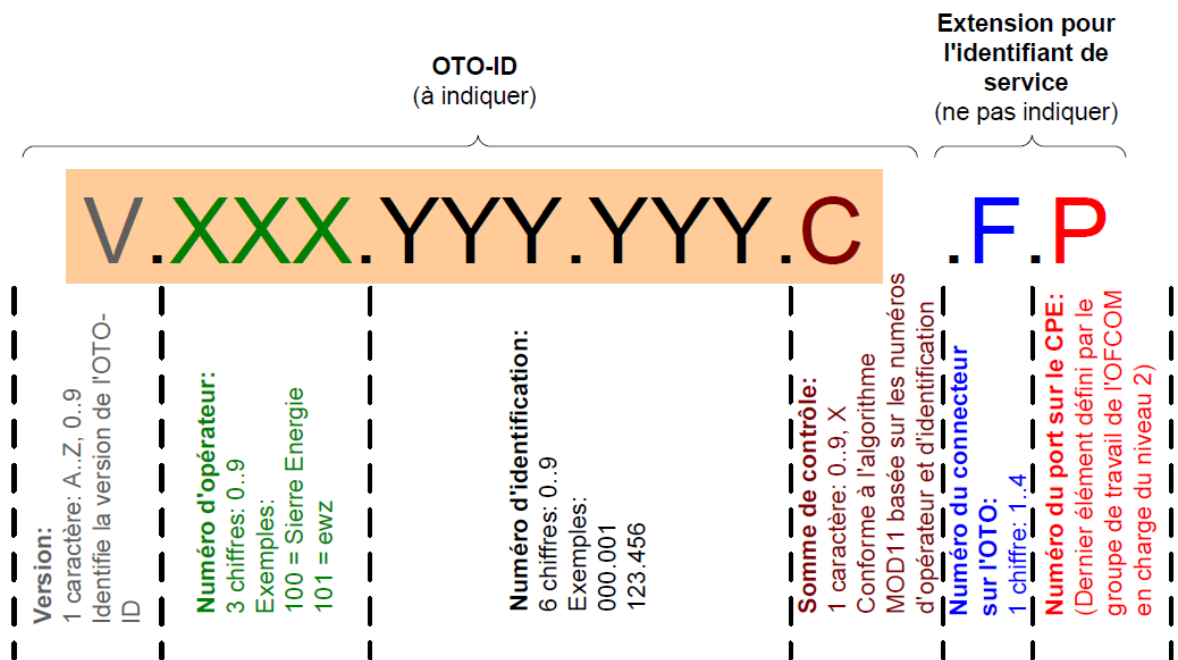 OTO-ID
(à indiquer)
Extension pour
l'identifiant de
service
(ne pas indiquer)
V.XXX.YYY.YYY.C .F.P
Version:
1 caractère: A..Z, 0..9
Identifie la version de l'OTO-
ID
Numéro d'opérateur:
3 chiffres: 0..9
Exemples:
100 = Sierre Energie
101 = ewz
Numéro d'identification:
6 chiffres: 0..9
Exemples:
000.001
123.456
Somme de contrôle:
1 caractère: 0..9, X
Conforme à l'algorithme
MOD11 basée sur les numéros
d'opérateur et d'identification
Numéro du connecteur
sur l'OTO:
1 chiffre: 1..4
Numéro du port sur le CPE:
(Dernier élément défini par le
groupe de travail de l'OFCOM
en charge du niveau 2)